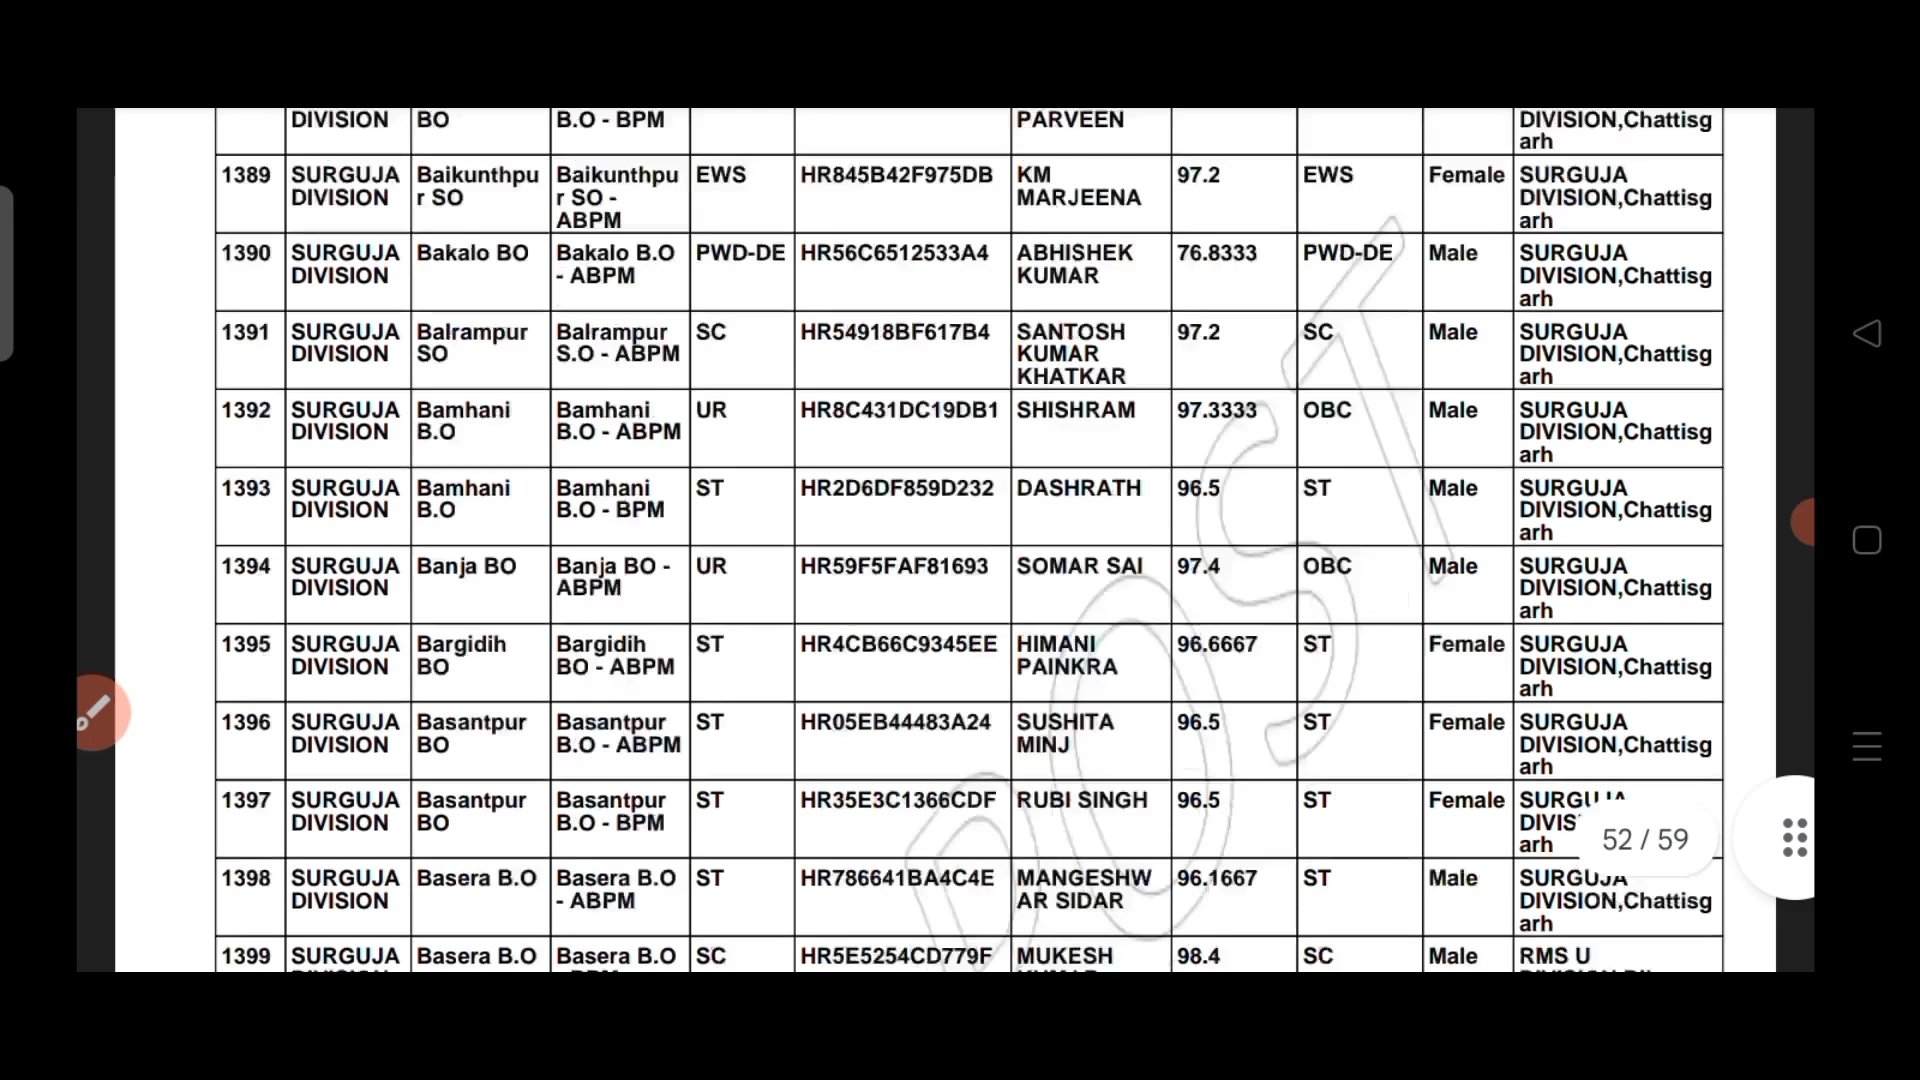 DIVISION BO B.O - BPM PARVEEN DIVISION,Chattisg
arh
1389 SURGUJA Baikunthpu Baikunthpu EWS HR845B42F975DB KM 97.2 EWS Female SURGUJA
DIVISION r SO r SO - MARJEENA DIVISION,Chattisg
ABPM arh
1390 SURGUJA Bakalo BO Bakalo B.O PWD-DE HR56C6512533A4 ABHISHEK 76.8333 PWD-DE Male SURGUJA
DIVISION - ABPM KUMAR DIVISION,Chattisg
arh
1391 SURGUJA Balrampur Balrampur SC HR54918BF617B4 SANTOSH 97.2 SC Male SURGUJA
DIVISION SO S.O - ABPM KUMAR DIVISION,Chattisg
KHATKAR arh
1392 SURGUJA Bamhani Bamhani UR HR8C431DC19DB1 SHISHRAM 97.3333 OBC Male SURGUJA
DIVISION B.O B.O - ABPM DIVISION,Chattisg
arh
1393 SURGUJA Bamhani Bamhani ST HR2D6DF859D232 DASHRATH 96.5 ST Male SURGUJA
DIVISION B.O B.O - BPM DIVISION,Chattisg
arh
1394 SURGUJA Banja BO Banja BO - UR HR59F5FAF81693 SOMAR SAI 97.4 OBC Male SURGUJA
DIVISION ABPM DIVISION,Chattisg
arh
1395 SURGUJA Bargidih Bargidih ST HR4CB66C9345EE HIMANI 96.6667 ST Female SURGUJA
DIVISION BO BO - ABPM PAINKRA DIVISION,Chattisg
arh
1396 SURGUJA Basantpur Basantpur ST HR05EB44483A24 SUSHITA 96.5 ST Female SURGUJA
DIVISION BO B.O - ABPM MINJ DIVISION,Chattisg
arh
1397 SURGUJA Basantpur Basantpur ST HR35E3C1366CDF RUBI SINGH 96.5 ST Female
DIVISION BO B.O - BPM
arh
52 / 59
1398 SURGUJA Basera B.O Basera B.O ST HR786641BA4C4E MANGESHW 96.1667 ST Male SURGUJA
DIVISION - ABPM AR SIDAR DIVISION,Chattisg
arh
1399 SURGUJA Basera B.O Basera B.O SC HR5E5254CD779F MUKESH 98.4 SC Male RMS U
POST